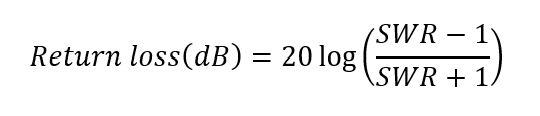 Return loss(dB) = 20 log((SWR − 1)/(SWR + 1))